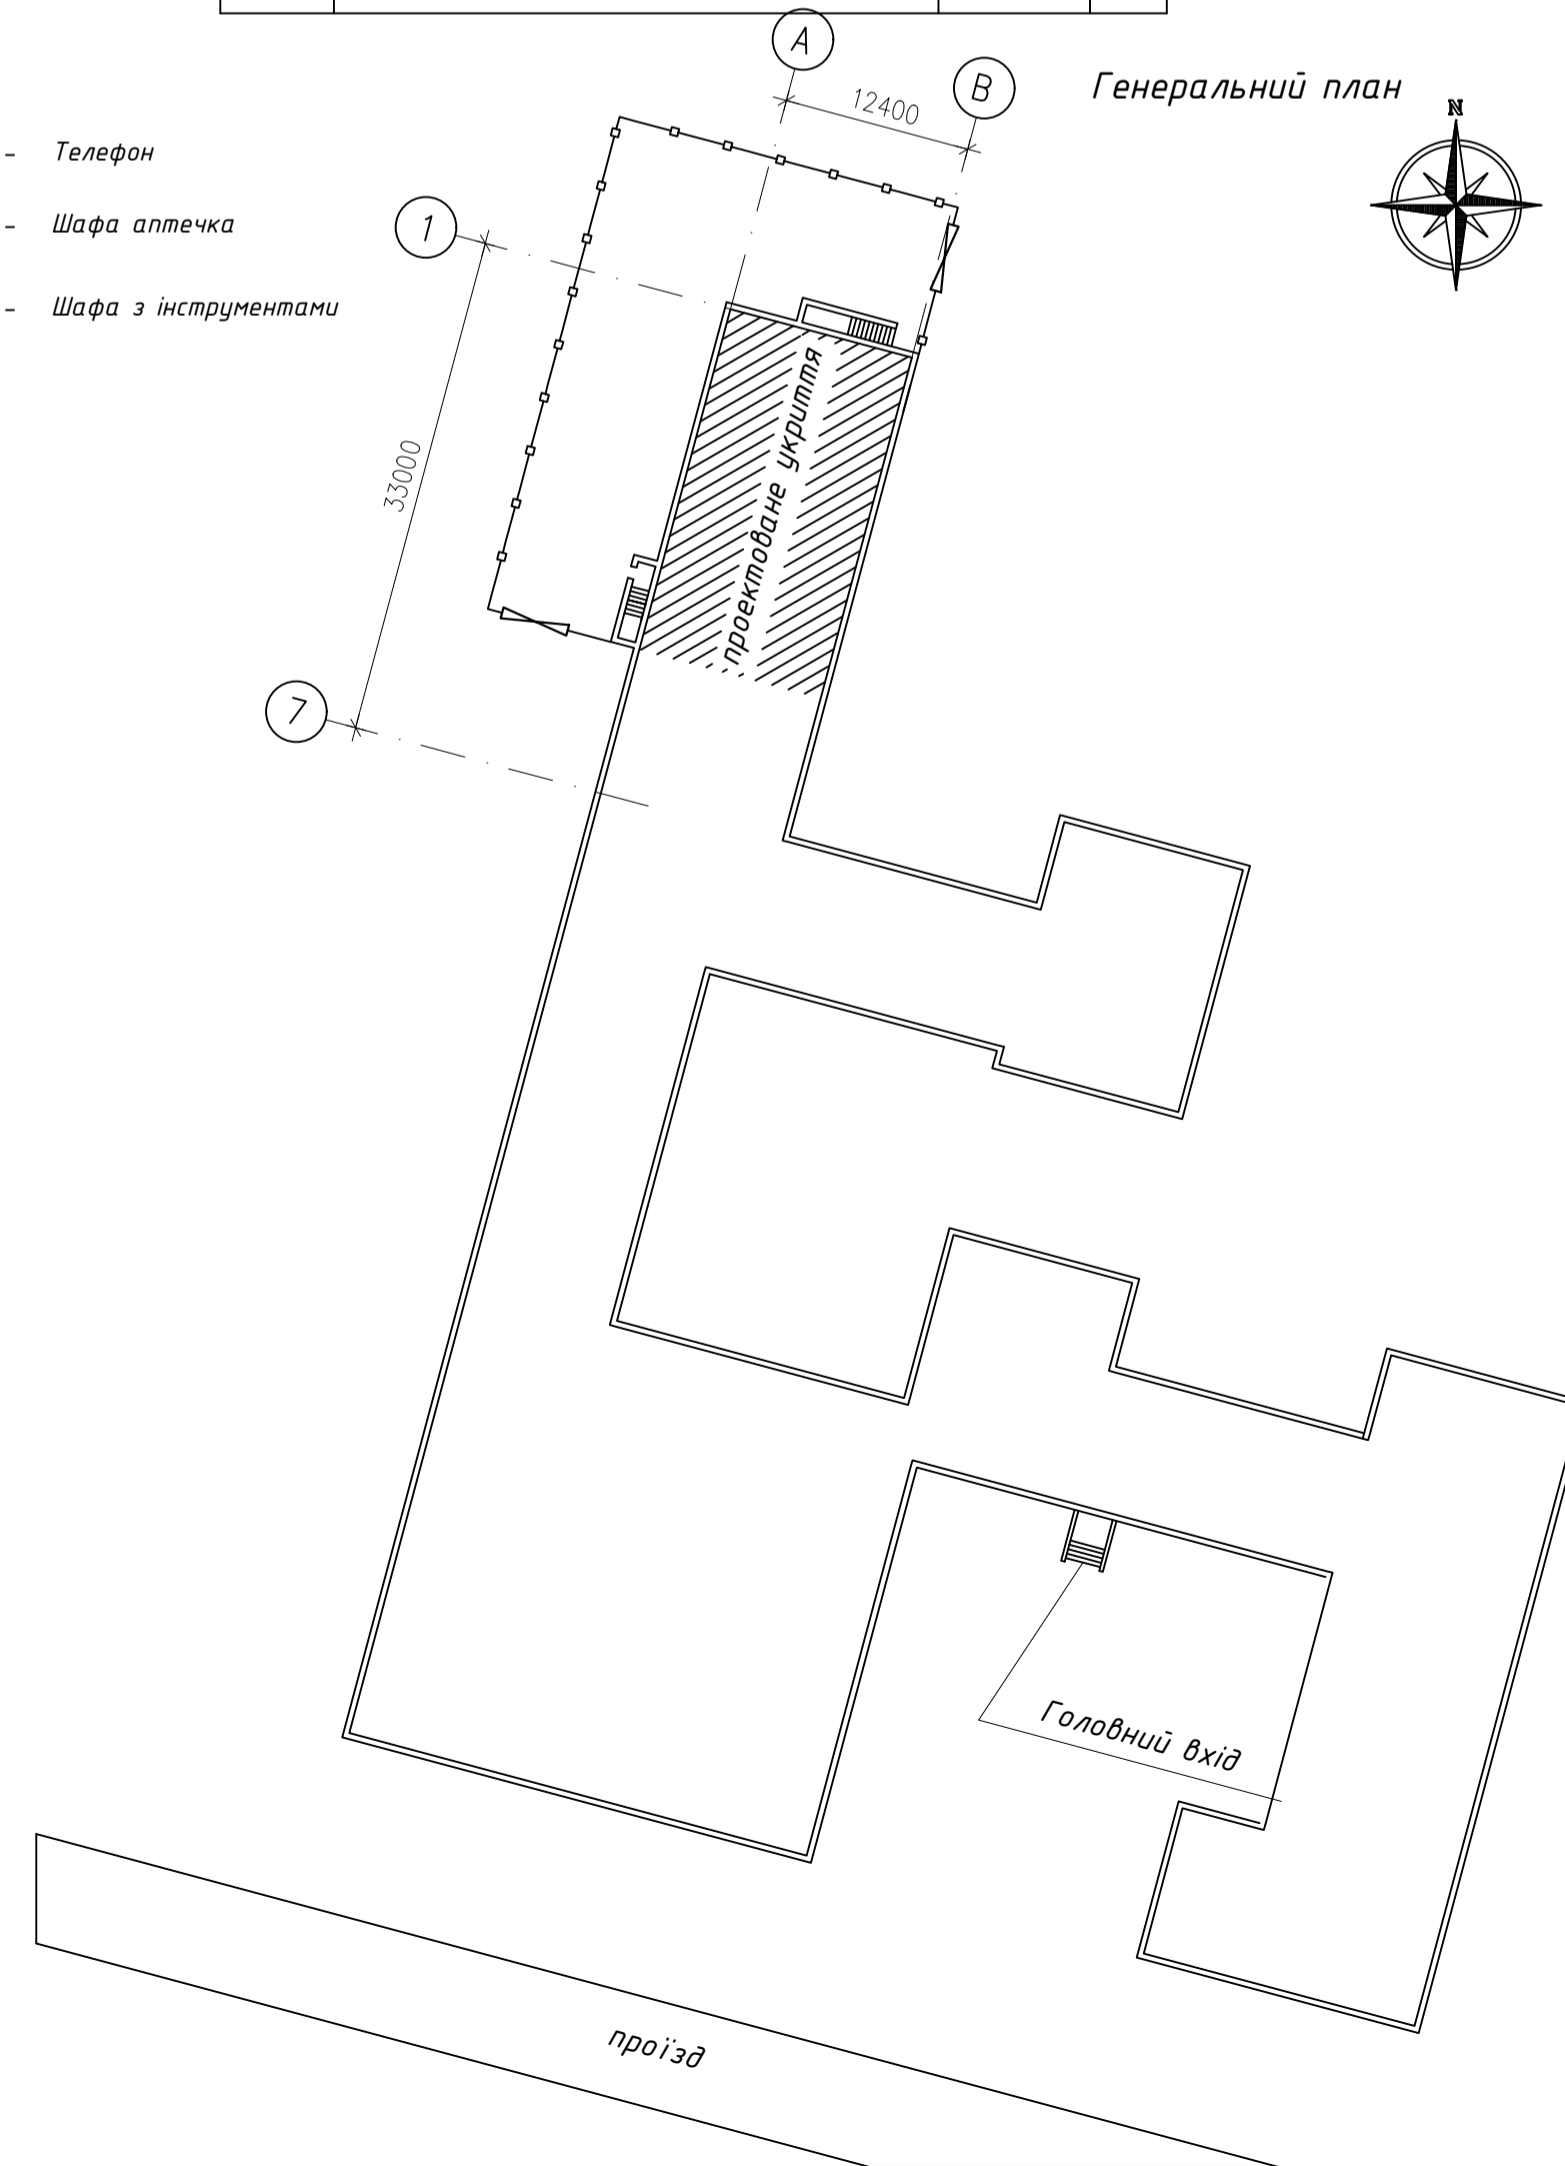 А
В
12400
Генеральний план
N
- Телефон
- Шафа аптечка
- Шафа з інструментами
1
33000
проектоване укриття
7
Головний вхід
проїзд